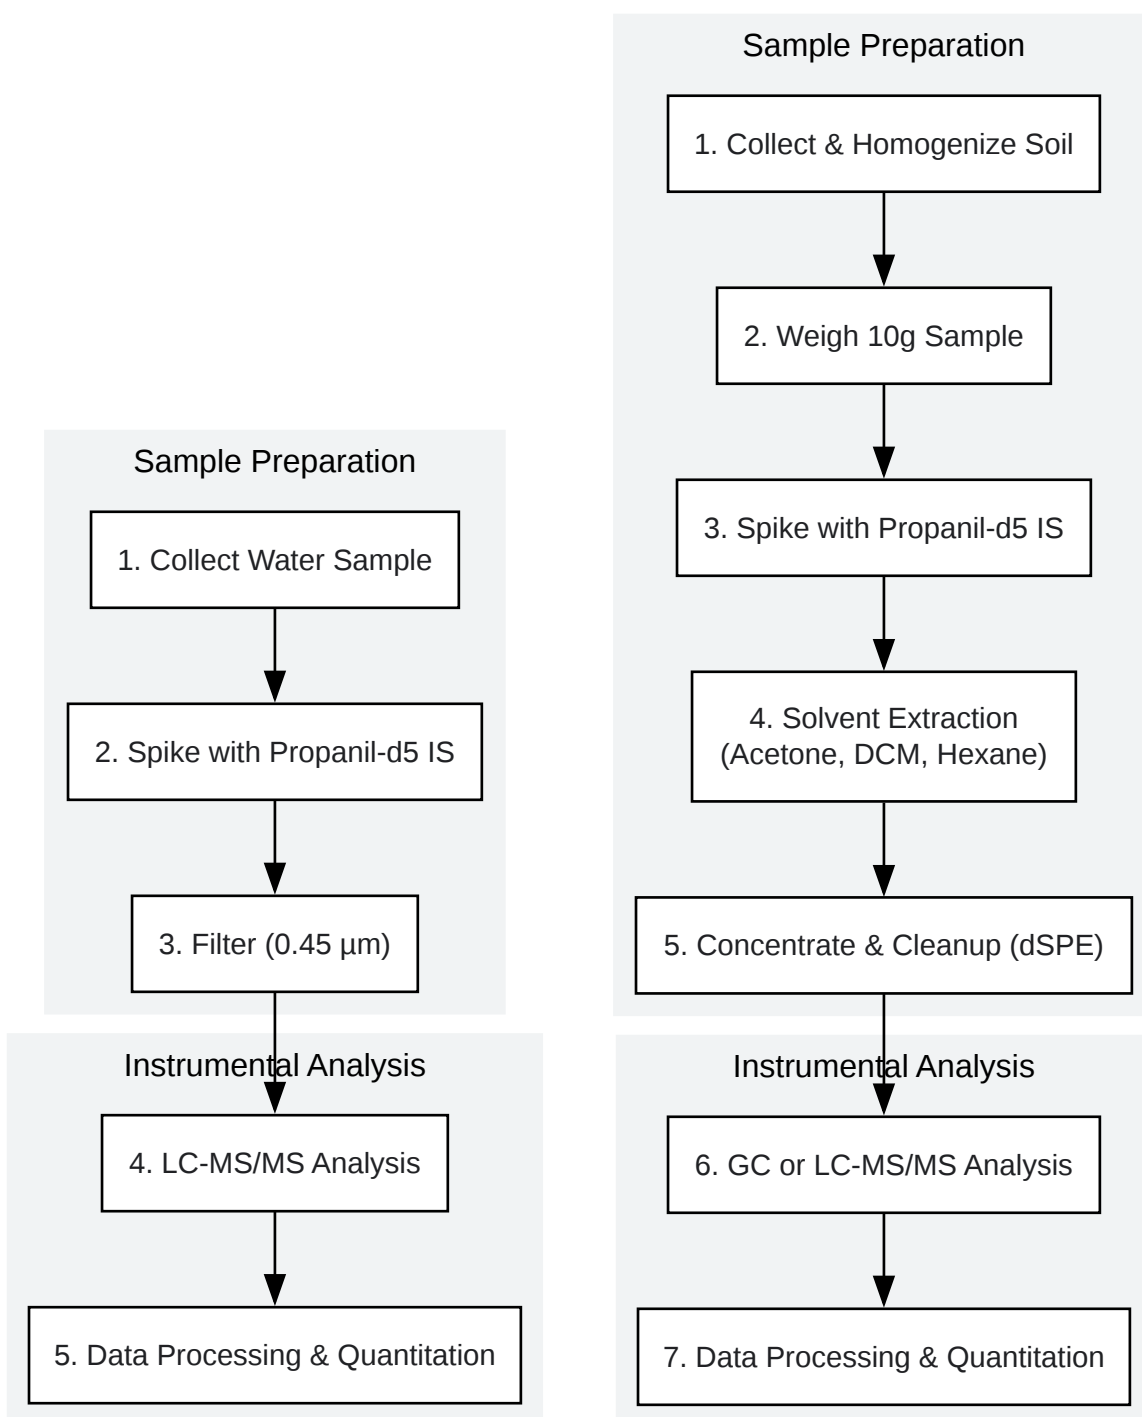 Sample Preparation
1. Collect Water Sample
2. Spike with Propanil-d5 IS
3. Filter (0.45 µm)
Instrumental Analysis
4. LC-MS/MS Analysis
5. Data Processing & Quantitation
Sample Preparation
1. Collect & Homogenize Soil
2. Weigh 10g Sample
3. Spike with Propanil-d5 IS
4. Solvent Extraction
(Acetone, DCM, Hexane)
5. Concentrate & Cleanup (dSPE)
Instrumental Analysis
6. GC or LC-MS/MS Analysis
7. Data Processing & Quantitation